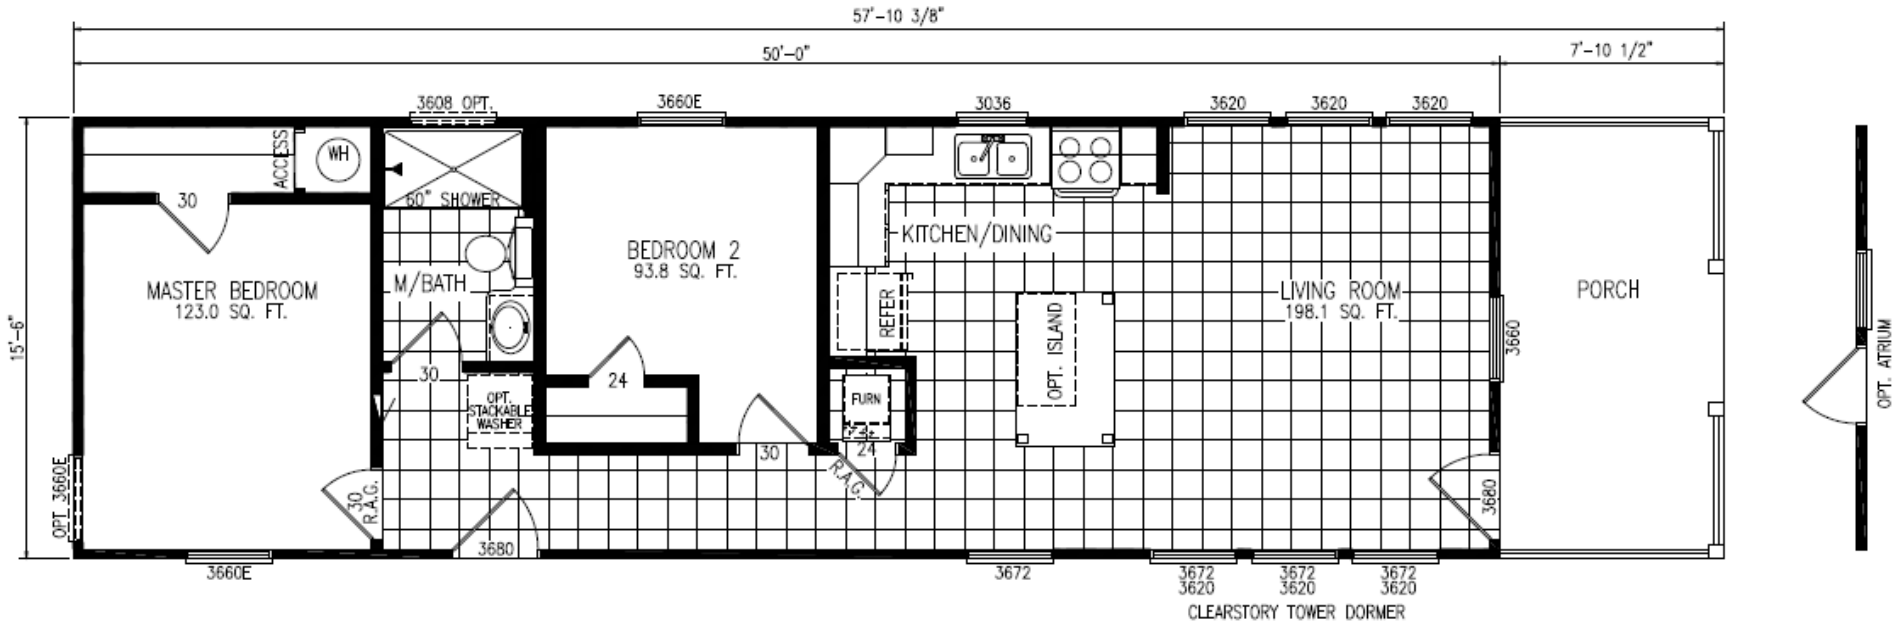 57'-10 3/8"
50'-0"
7'-10 1/2"
3608 OPT.
3660E
3036
3620
3620
3620
15'-6"
ACCESS
WH
30
60" SHOWER
MASTER BEDROOM
123.0 SQ. FT.
M/BATH
BEDROOM 2
93.8 SQ. FT.
KITCHEN/DINING
REFER
OPT. ISLAND
LIVING ROOM
198.1 SQ. FT.
3660
PORCH
OPT. ATRIUM
30
OPT.
STACKABLE
WASHER
24
FURN
24
30
R.A.G.
OPT 3660E
30
R.A.G.
3680
3680
3660E
3672
3672
3620
3672
3620
3672
3620
CLEARSTORY TOWER DORMER